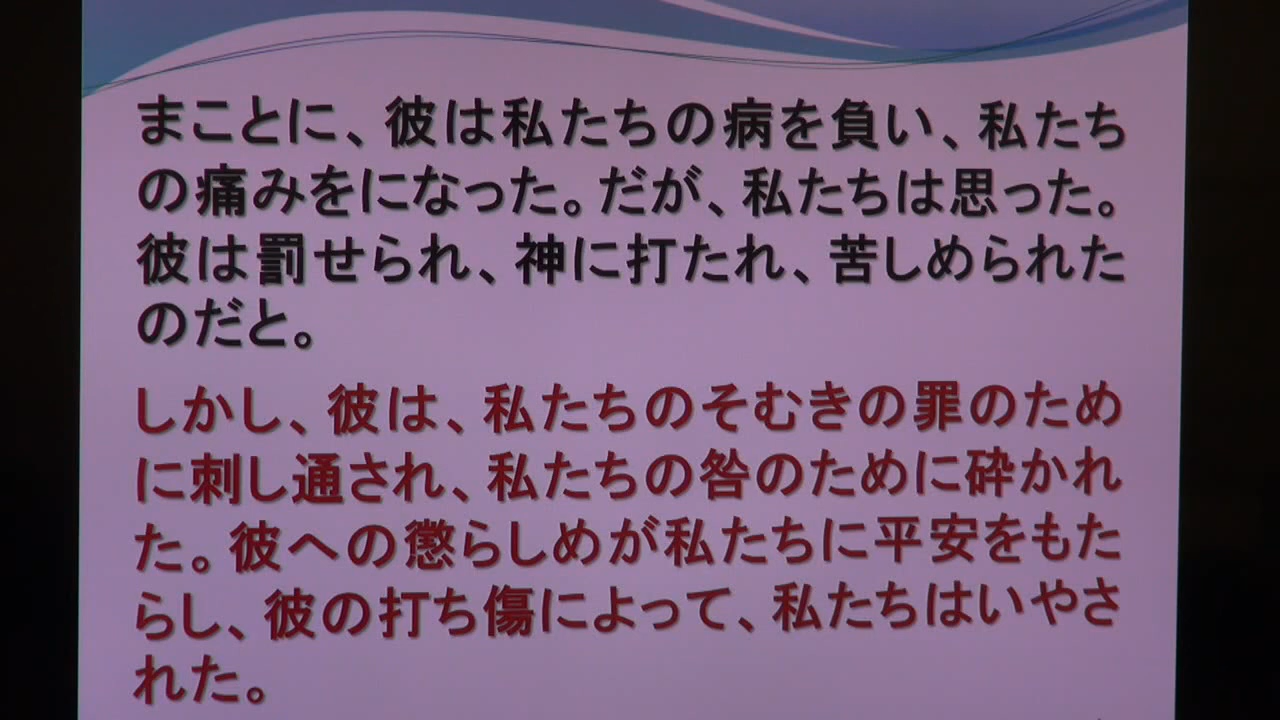 まことに、彼は私たちの病を負い、私たち
の痛みをになった。だが、私たちは思った。
彼は罰せられ、神に打たれ、苦しめられた
のだと。
しかし、彼は、私たちのそむきの罪のため
に刺し通され、私たちの咎のために砕かれ
た。彼への懲らしめが私たちに平安をもた
らし、彼の打ち傷によって、私たちはいやさ
れた。